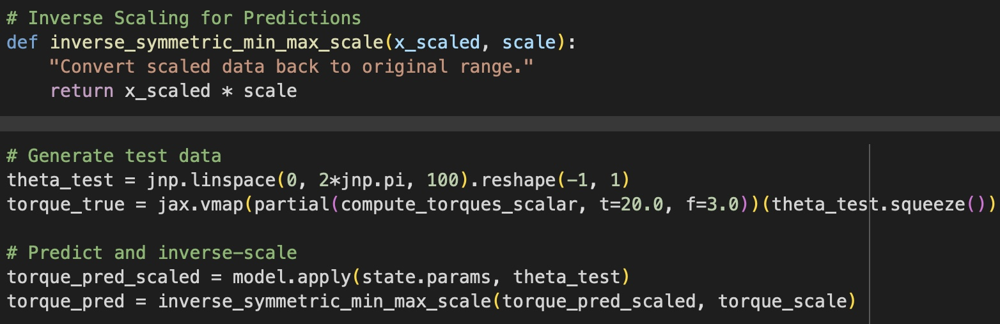 # Inverse Scaling for Predictions
def inverse_symmetric_min_max_scale(x_scaled, scale):
    "Convert scaled data back to original range."
    return x_scaled * scale
# Generate test data
theta_test = jnp.linspace(0, 2*jnp.pi, 100).reshape(-1, 1)
torque_true = jax.vmap(partial(compute_torques_scalar, t=20.0, f=3.0))(theta_test.squeeze())
# Predict and inverse-scale
torque_pred_scaled = model.apply(state.params, theta_test)
torque_pred = inverse_symmetric_min_max_scale(torque_pred_scaled, torque_scale)